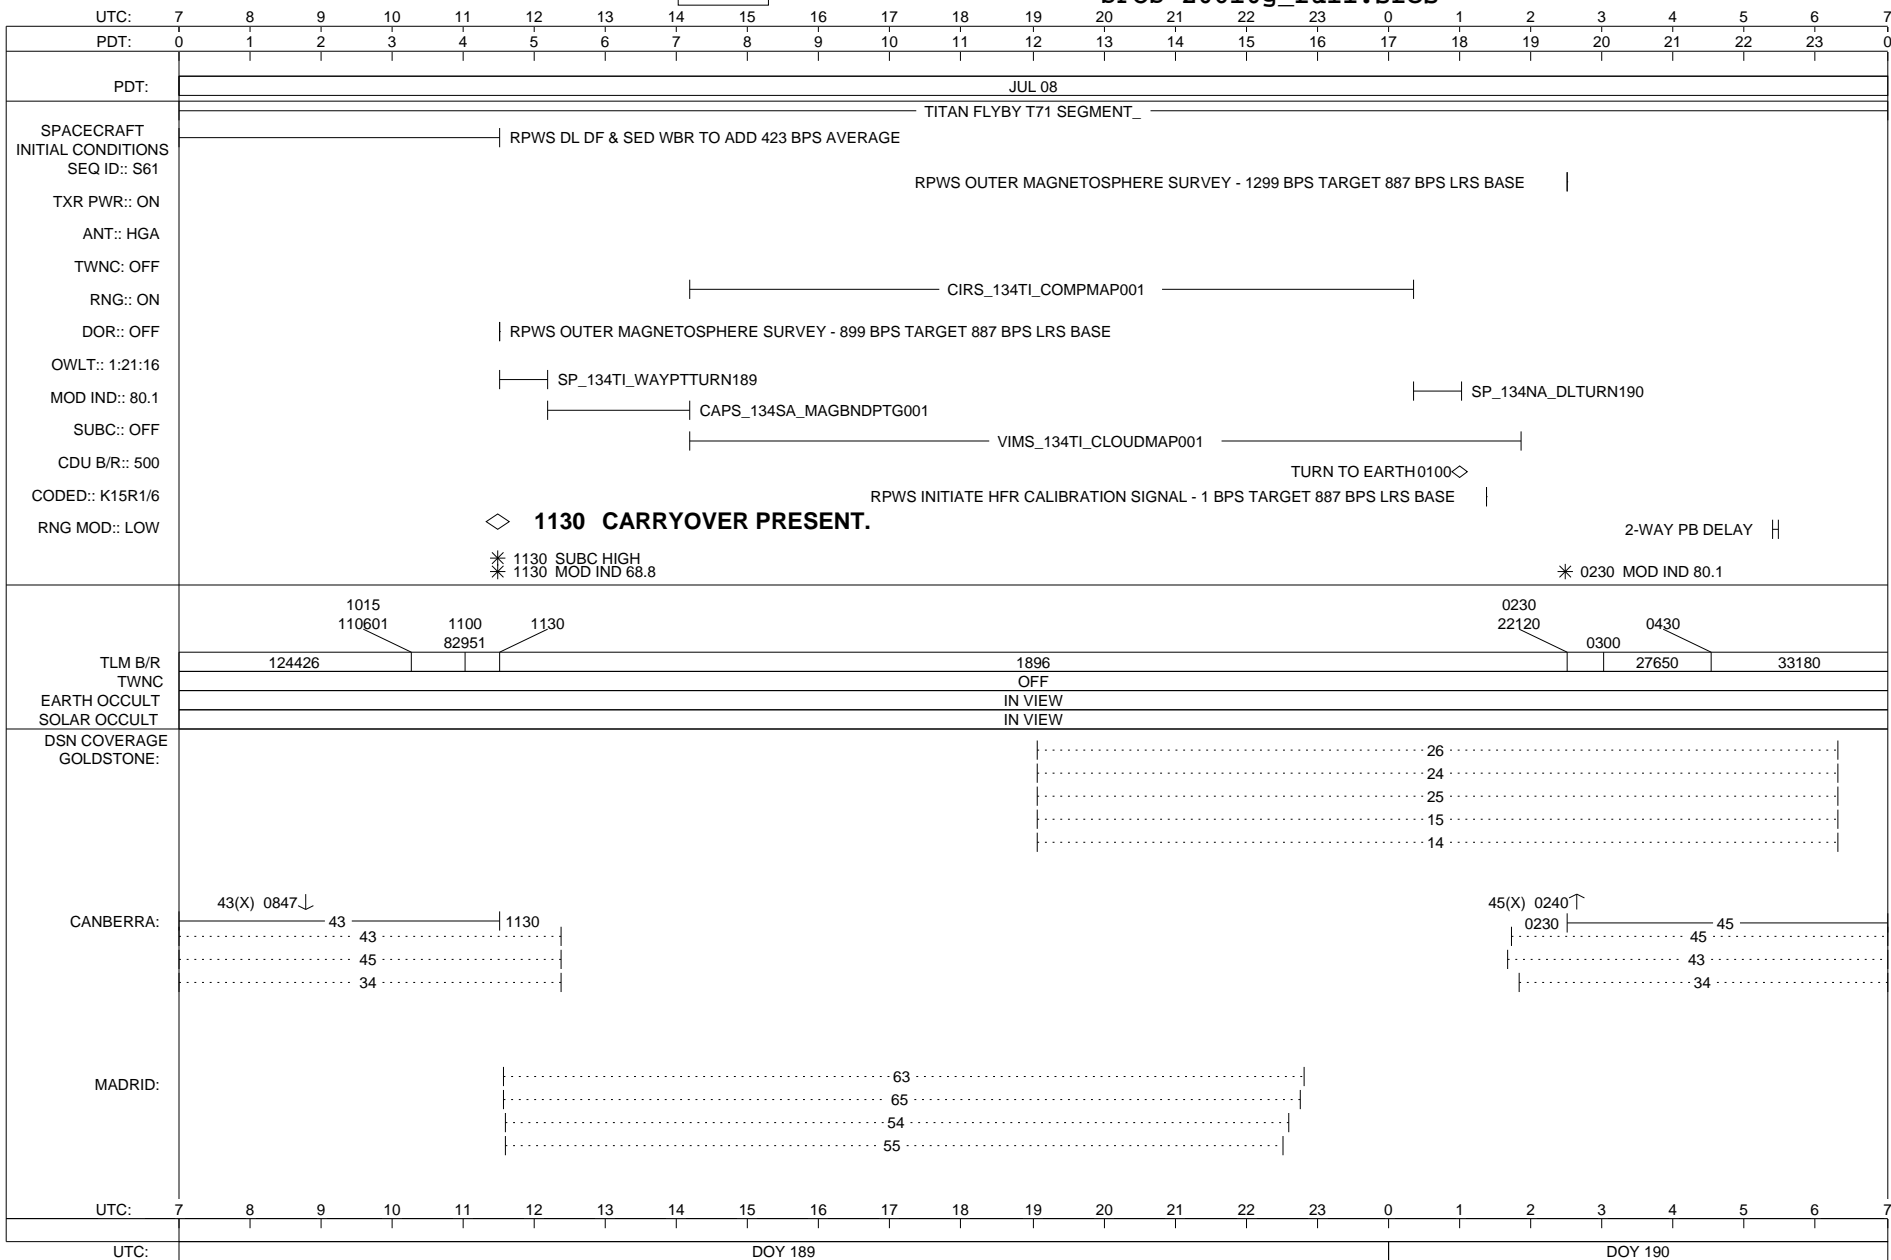 UTC: 7 8 9 10 11 12 13 14 15 16 17 18 19 20 21 22 23 0 1 2 3 4 5 6 7
PDT: 0 1 2 3 4 5 6 7 8 9 10 11 12 13 14 15 16 17 18 19 20 21 22 23 0
PDT: JUL 08
TITAN FLYBY T71 SEGMENT_
SPACECRAFT
INITIAL CONDITIONS
RPWS DL DF & SED WBR TO ADD 423 BPS AVERAGE
SEQ ID:: S61
RPWS OUTER MAGNETOSPHERE SURVEY - 1299 BPS TARGET 887 BPS LRS BASE
TXR PWR:: ON
ANT:: HGA
TWNC: OFF
CIRS_134TI_COMPMAP001
RNG:: ON
DOR:: OFF
RPWS OUTER MAGNETOSPHERE SURVEY - 899 BPS TARGET 887 BPS LRS BASE
OWLT:: 1:21:16
SP_134TI_WAYPTTURN189
SP_134NA_DLTURN190
MOD IND:: 80.1
CAPS_134SA_MAGBNDPTG001
SUBC:: OFF
VIMS_134TI_CLOUDMAP001
CDU B/R:: 500
TURN TO EARTH 0100
CODED:: K15R1/6
RPWS INITIATE HFR CALIBRATION SIGNAL - 1 BPS TARGET 887 BPS LRS BASE
RNG MOD:: LOW
1130 CARRYOVER PRESENT.
2-WAY PB DELAY
1130 SUBC HIGH
1130 MOD IND 68.8
0230 MOD IND 80.1
1015 0230
110601 1100 1130 22120 0430
82951 0300
TLM B/R 124426 1896 27650 33180
TWNC OFF
EARTH OCCULT IN VIEW
SOLAR OCCULT IN VIEW
DSN COVERAGE
GOLDSTONE:
26
24
25
15
14
43(X) 0847 45(X) 0240
CANBERRA: 43 1130 0230 45
43 45
45 43
34 34
MADRID:
63
65
54
55
UTC: 7 8 9 10 11 12 13 14 15 16 17 18 19 20 21 22 23 0 1 2 3 4 5 6 7
UTC: DOY 189 DOY 190